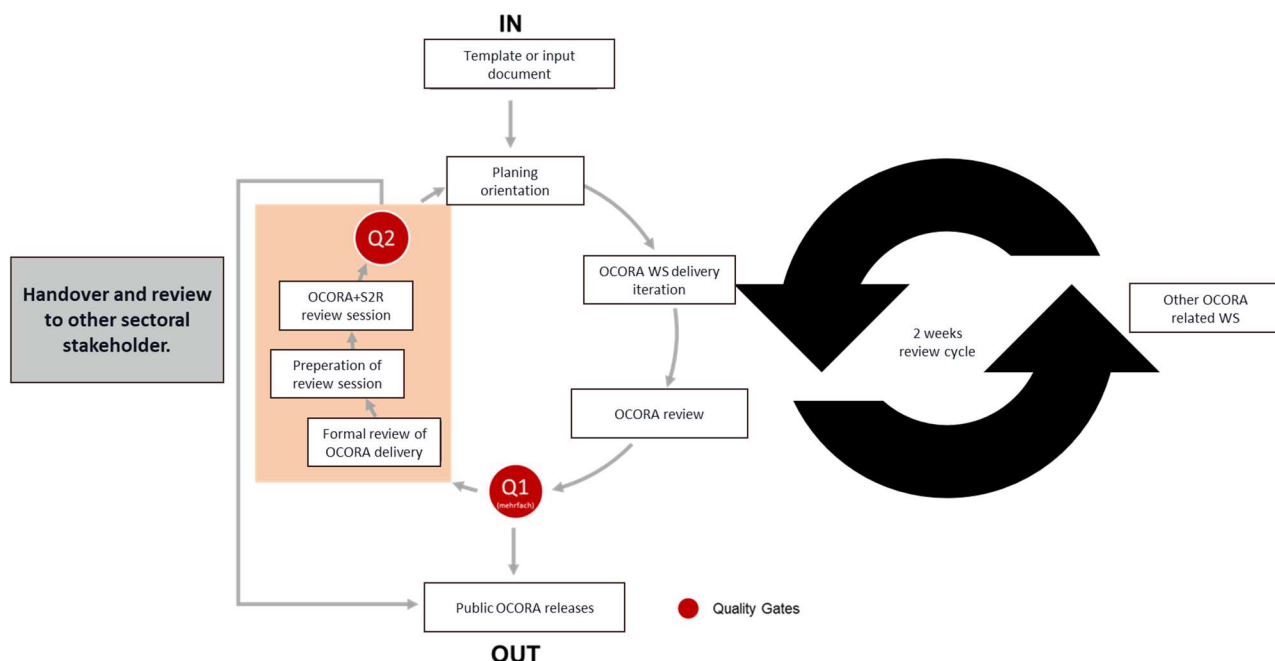 IN
Template or input
document
Planing
orientation
Q2
OCORA WS delivery
iteration
Handover and review
to other sectoral
stakeholder.
OCORA+S2R
review session
Other OCORA
related WS
2 weeks
review cycle
Preperation of
review session
OCORA review
Formal review of
OCORA delivery
Q1
(mehrfach)
Public OCORA releases
Quality Gates
OUT